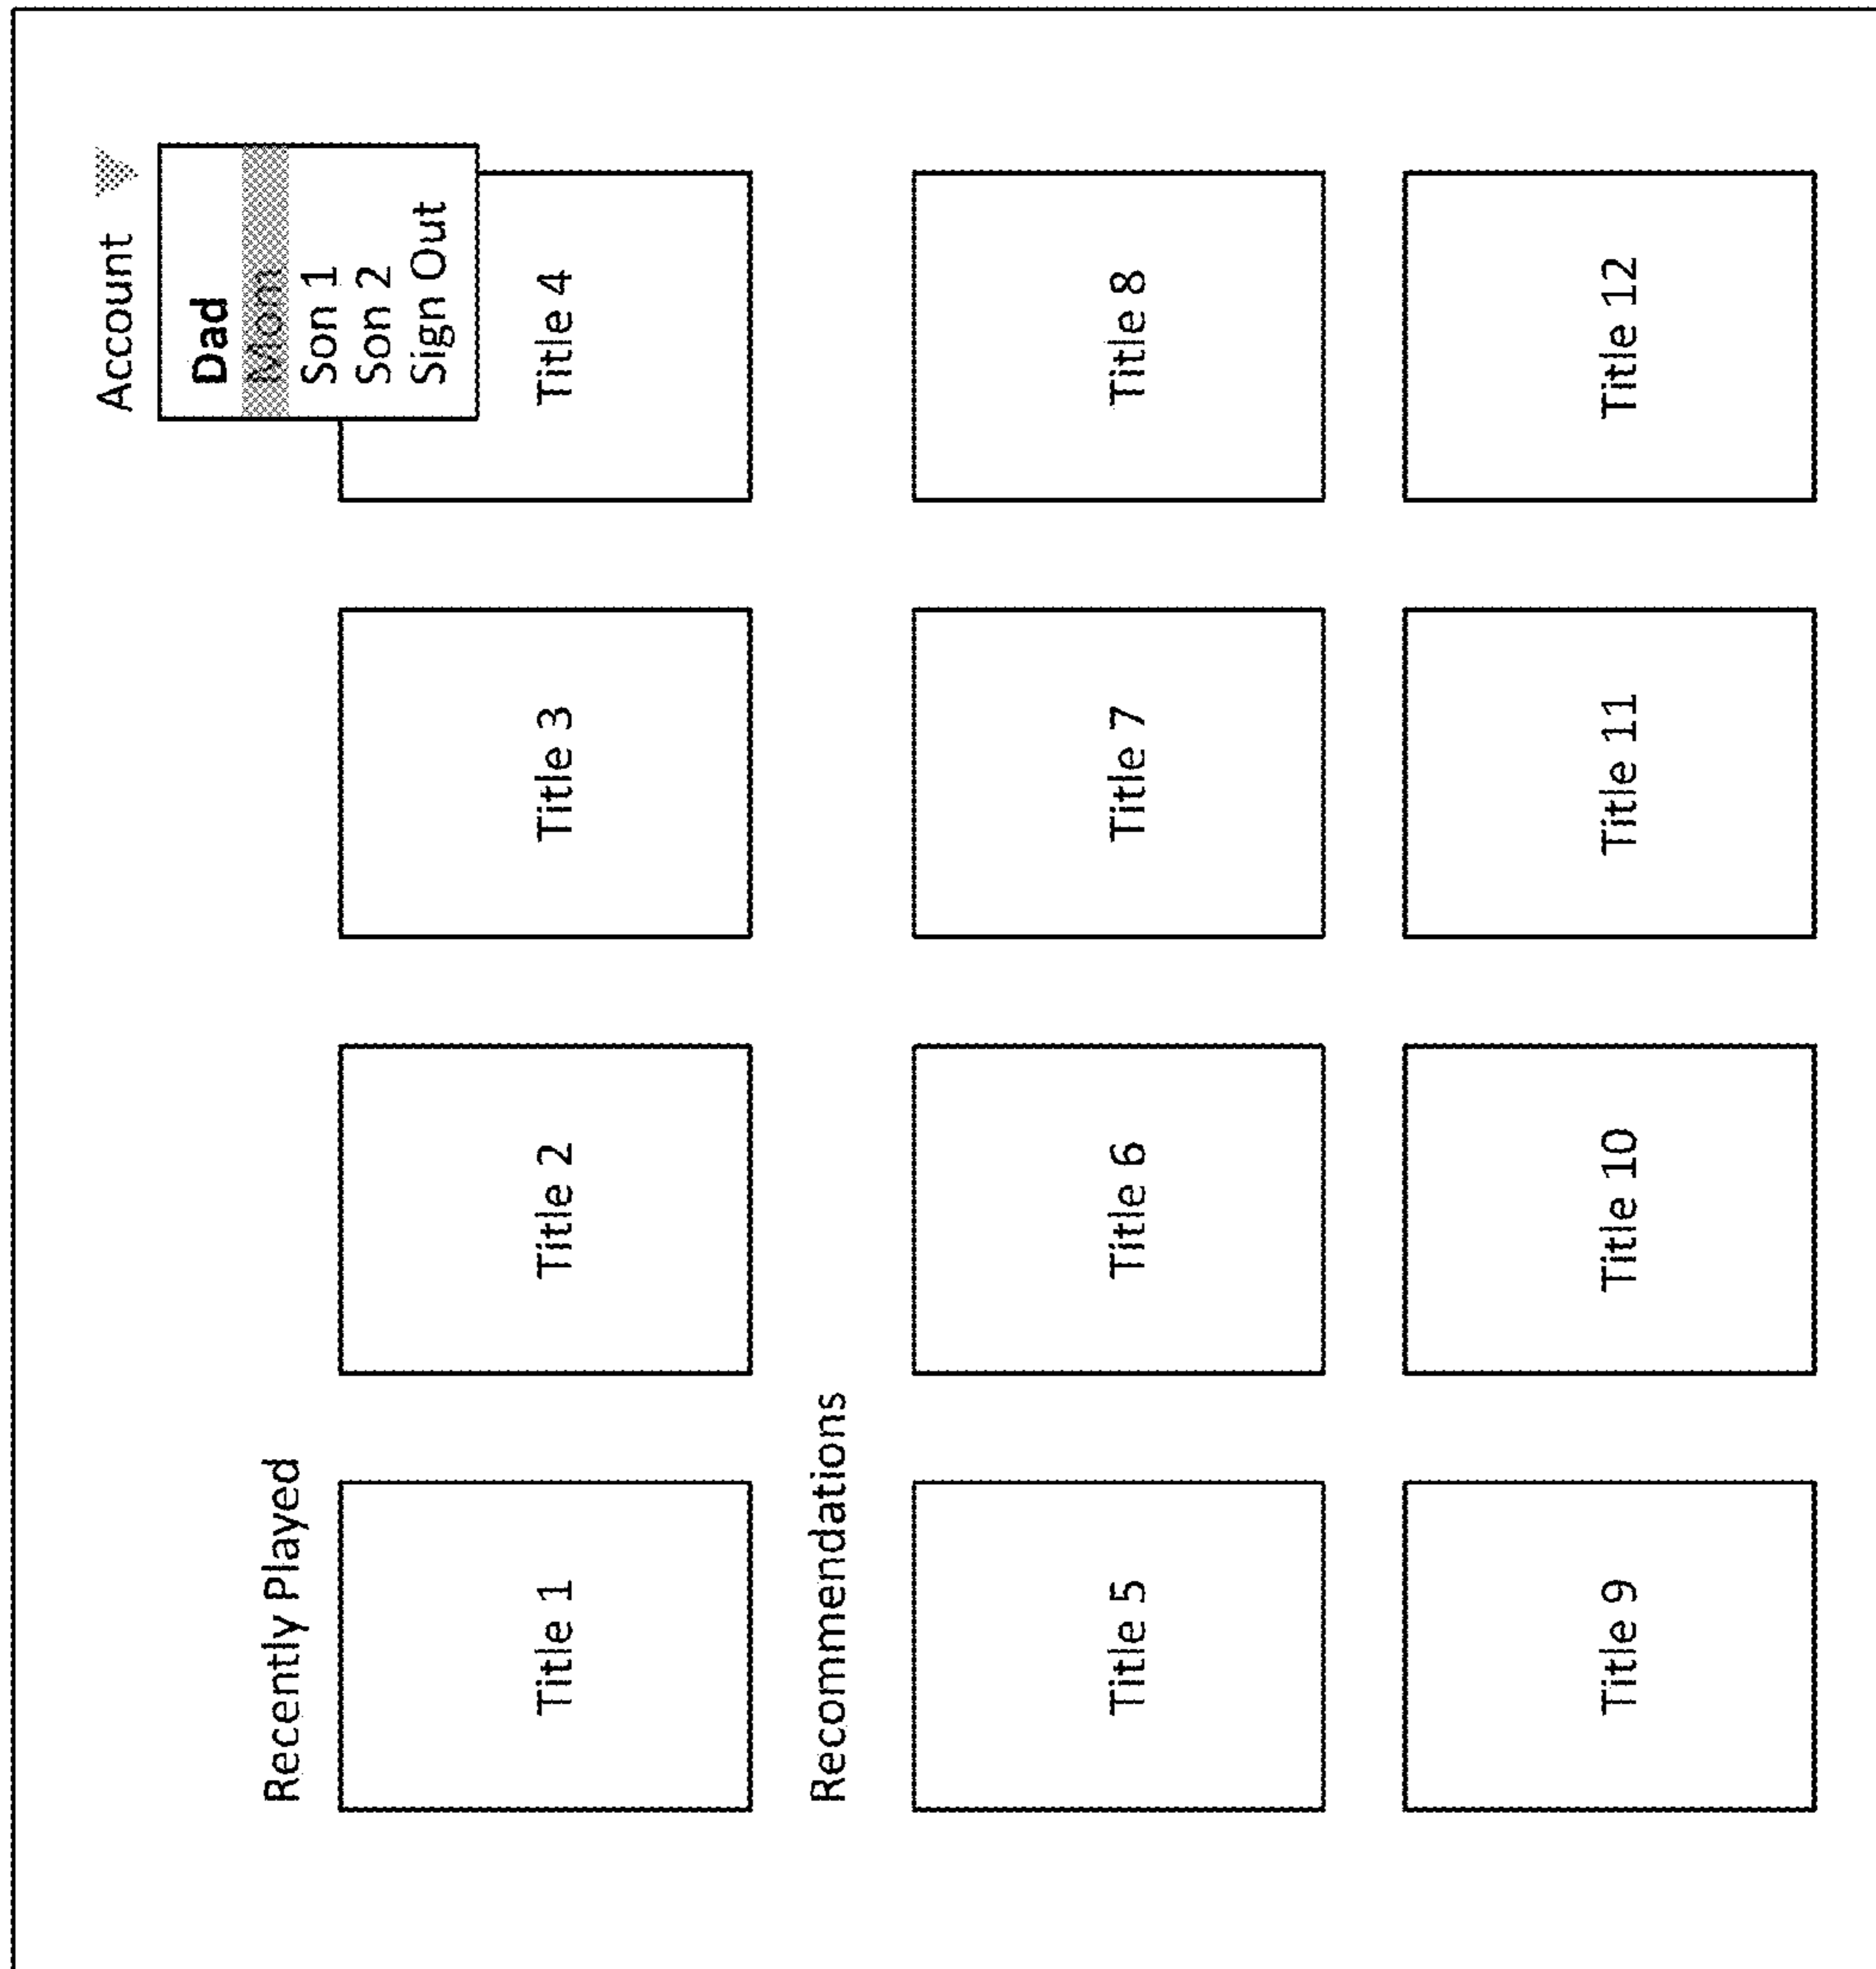 Account
Dad
Mom
Son 1
Son 2
Sign Out
Recently Played
Title 1
Title 2
Title 3
Title 4
Recommendations
Title 5
Title 6
Title 7
Title 8
Title 9
Title 10
Title 11
Title 12